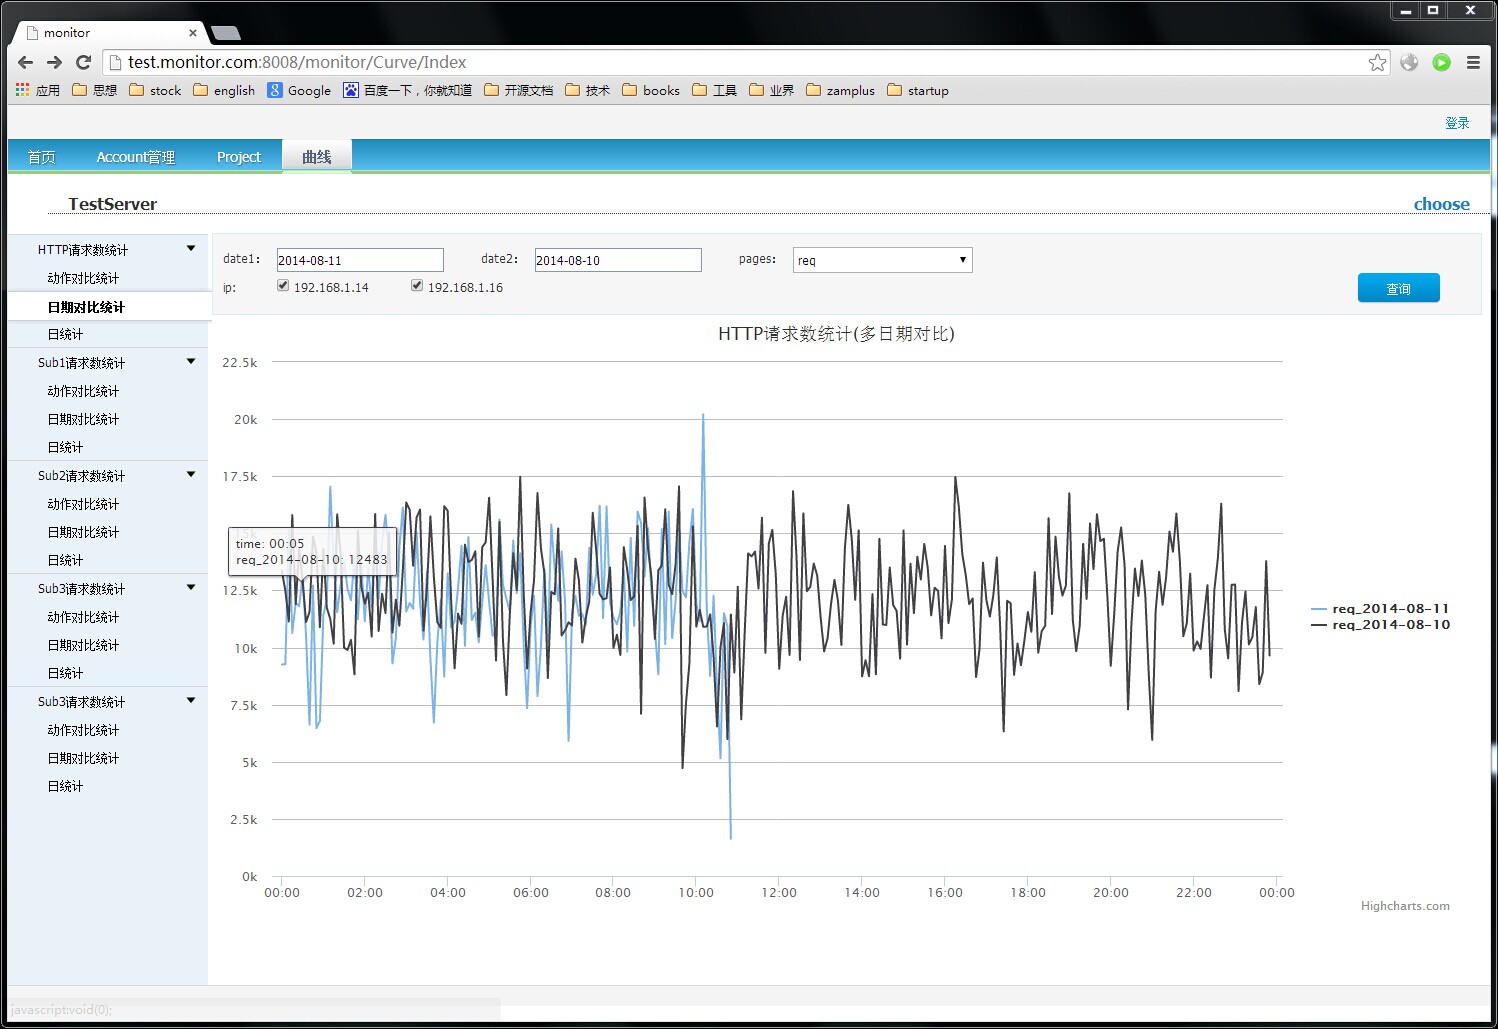 monitor
test.monitor.com:8008/monitor/Curve/Index
应用 思想 stock english Google 百度一下，你就知道 开源文档 技术 books 工具 业界 zamplus startup
登录
首页 Account管理 Project 曲线
TestServer choose
HTTP请求数统计
动作对比统计
日期对比统计
日统计
Sub1请求数统计
动作对比统计
日期对比统计
日统计
Sub2请求数统计
动作对比统计
日期对比统计
日统计
Sub3请求数统计
动作对比统计
日期对比统计
日统计
Sub3请求数统计
动作对比统计
日期对比统计
日统计
date1: 2014-08-11 date2: 2014-08-10 pages: req
ip: 192.168.1.14 192.168.1.16
查询
HTTP请求数统计(多日期对比)
22.5k
20k
17.5k
15k
time: 00:05
req_2014-08-10: 12483
12.5k
10k
7.5k
5k
2.5k
0k
00:00 02:00 04:00 06:00 08:00 10:00 12:00 14:00 16:00 18:00 20:00 22:00 00:00
req_2014-08-11
req_2014-08-10
Highcharts.com
javascript:void(0);